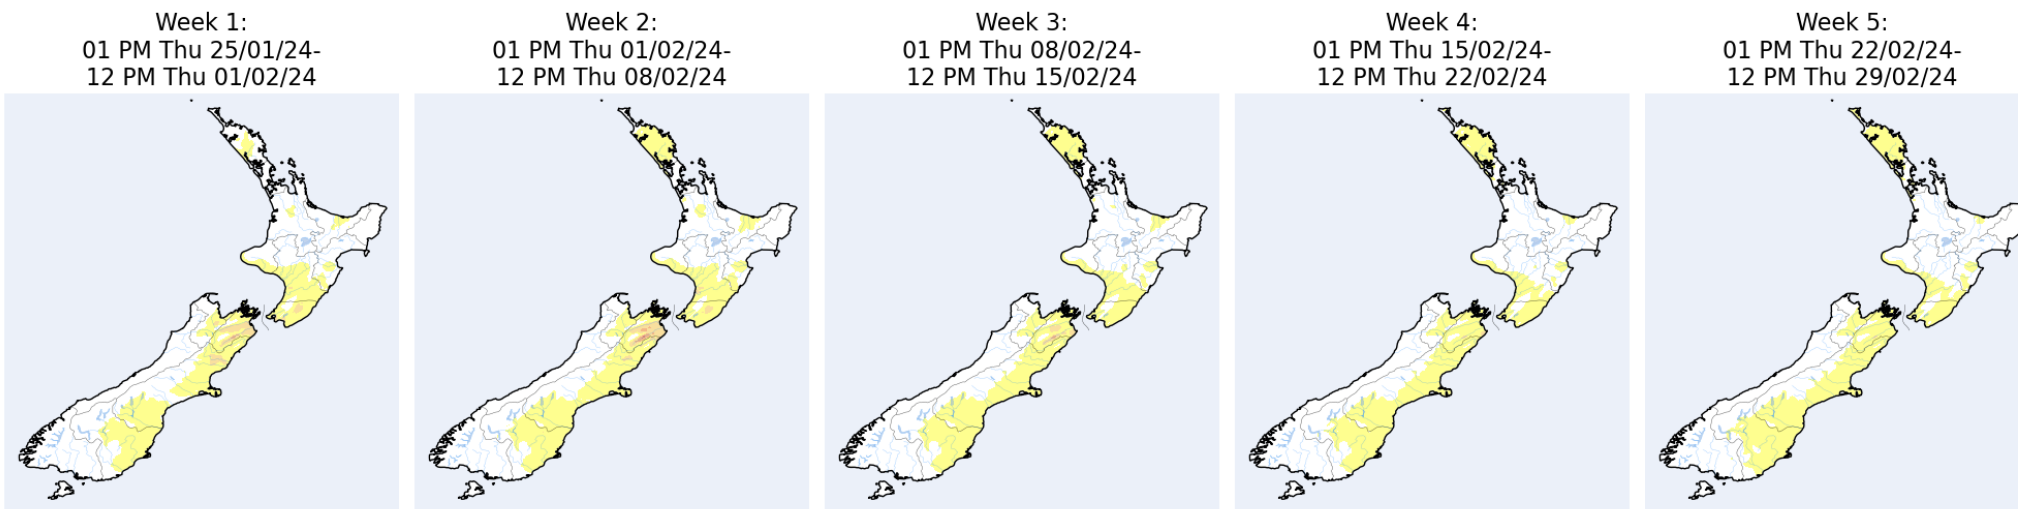 Week 1:
01 PM Thu 25/01/24-
12 PM Thu 01/02/24
Week 2:
01 PM Thu 01/02/24-
12 PM Thu 08/02/24
Week 3:
01 PM Thu 08/02/24-
12 PM Thu 15/02/24
Week 4:
01 PM Thu 15/02/24-
12 PM Thu 22/02/24
Week 5:
01 PM Thu 22/02/24-
12 PM Thu 29/02/24